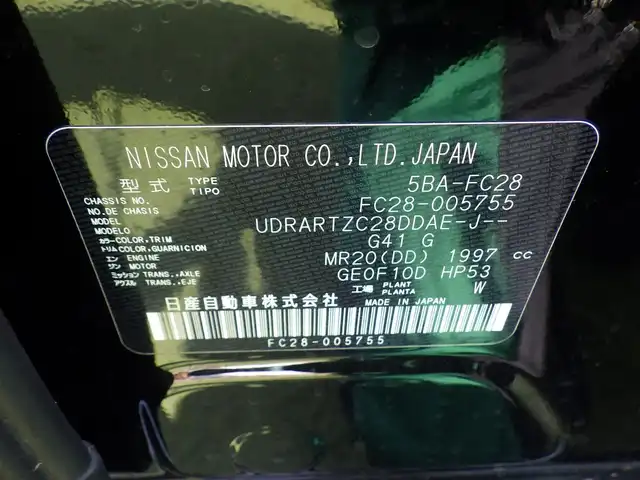 NISSAN MOTOR CO.,LTD.JAPAN
型式 TYPE TIPO 5BA-FC28
CHASSIS NO. NO.DE CHASIS FC28-005755
MODEL MODELO UDRARTZC28DDAE-J--
カラー COLOR,TRIM トリム COLOR,GUARNICION G41 G
エンジン ENGINE MOTOR MR20(DD) 1997 cc
ミッション TRANS.,AXLE アクスル TRANS.,EJE GE0F10D HP53
工場 PLANT PLANTA W
日産自動車株式会社 MADE IN JAPAN
FC28-005755